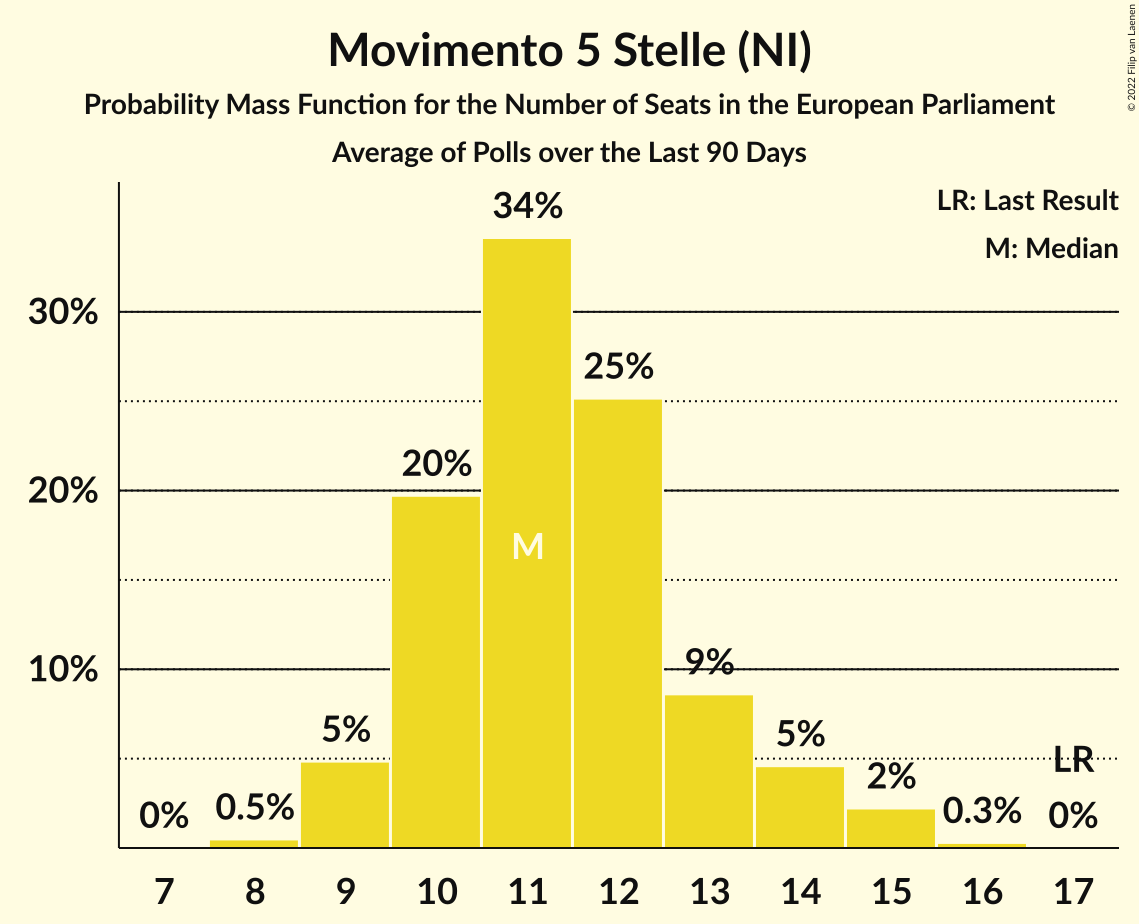 Movimento 5 Stelle (NI)
Probability Mass Function for the Number of Seats in the European Parliament
Average of Polls over the Last 90 Days
© 2022 Filip van Laenen
LR: Last Result
M: Median
34%
30%
25%
20%
20%
M
10%
9%
5%
5%
LR
2%
0%
0.5%
0.3%
0%
7 8 9 10 11 12 13 14 15 16 17